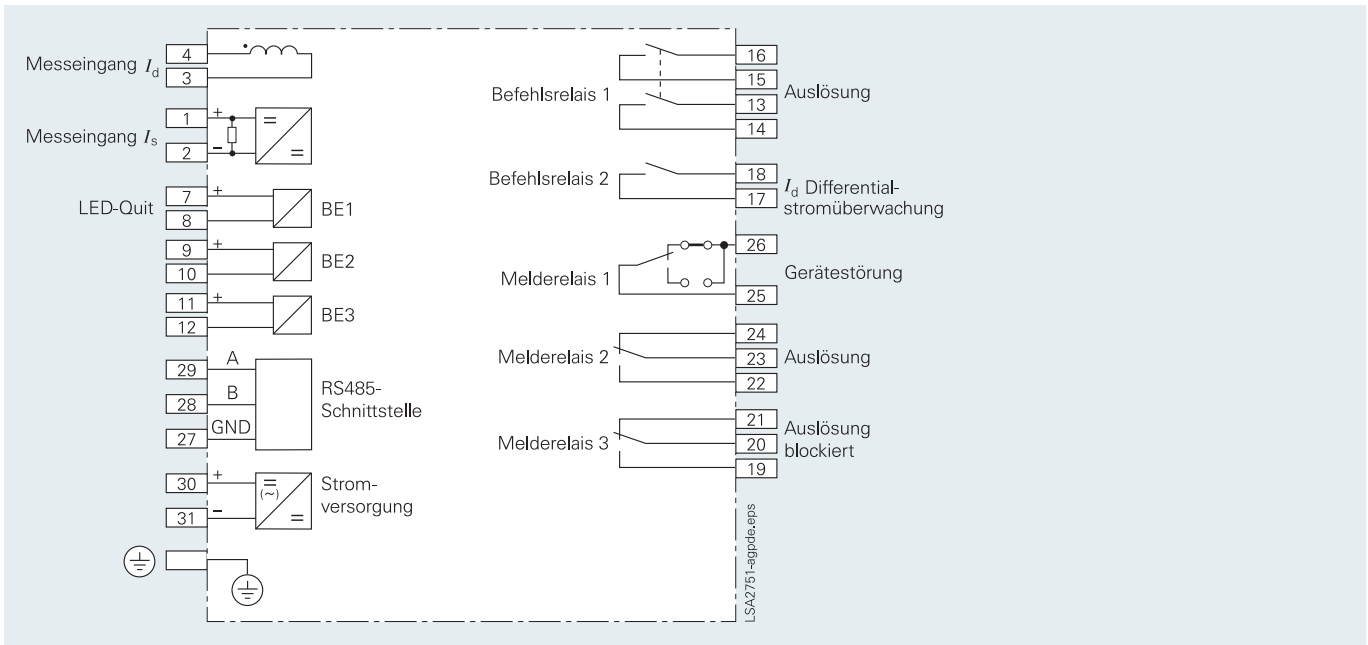 4
Messeingang Id
3
1
+
Messeingang Is
2
–
=
=
7
+
LED-Quit
8
BE1
9
+
10
BE2
11
+
12
BE3
29
A
28
B
27
GND
RS485-
Schnittstelle
30
+
31
–
=
(~)
=
Strom-
versorgung
Befehlsrelais 1
16
15
13
14
Auslösung
Befehlsrelais 2
18
17
Id Differential-
stromüberwachung
Melderelais 1
26
25
Gerätestörung
Melderelais 2
24
23
22
Auslösung
Melderelais 3
21
20
19
Auslösung
blockiert
LSA2751-agpde.eps